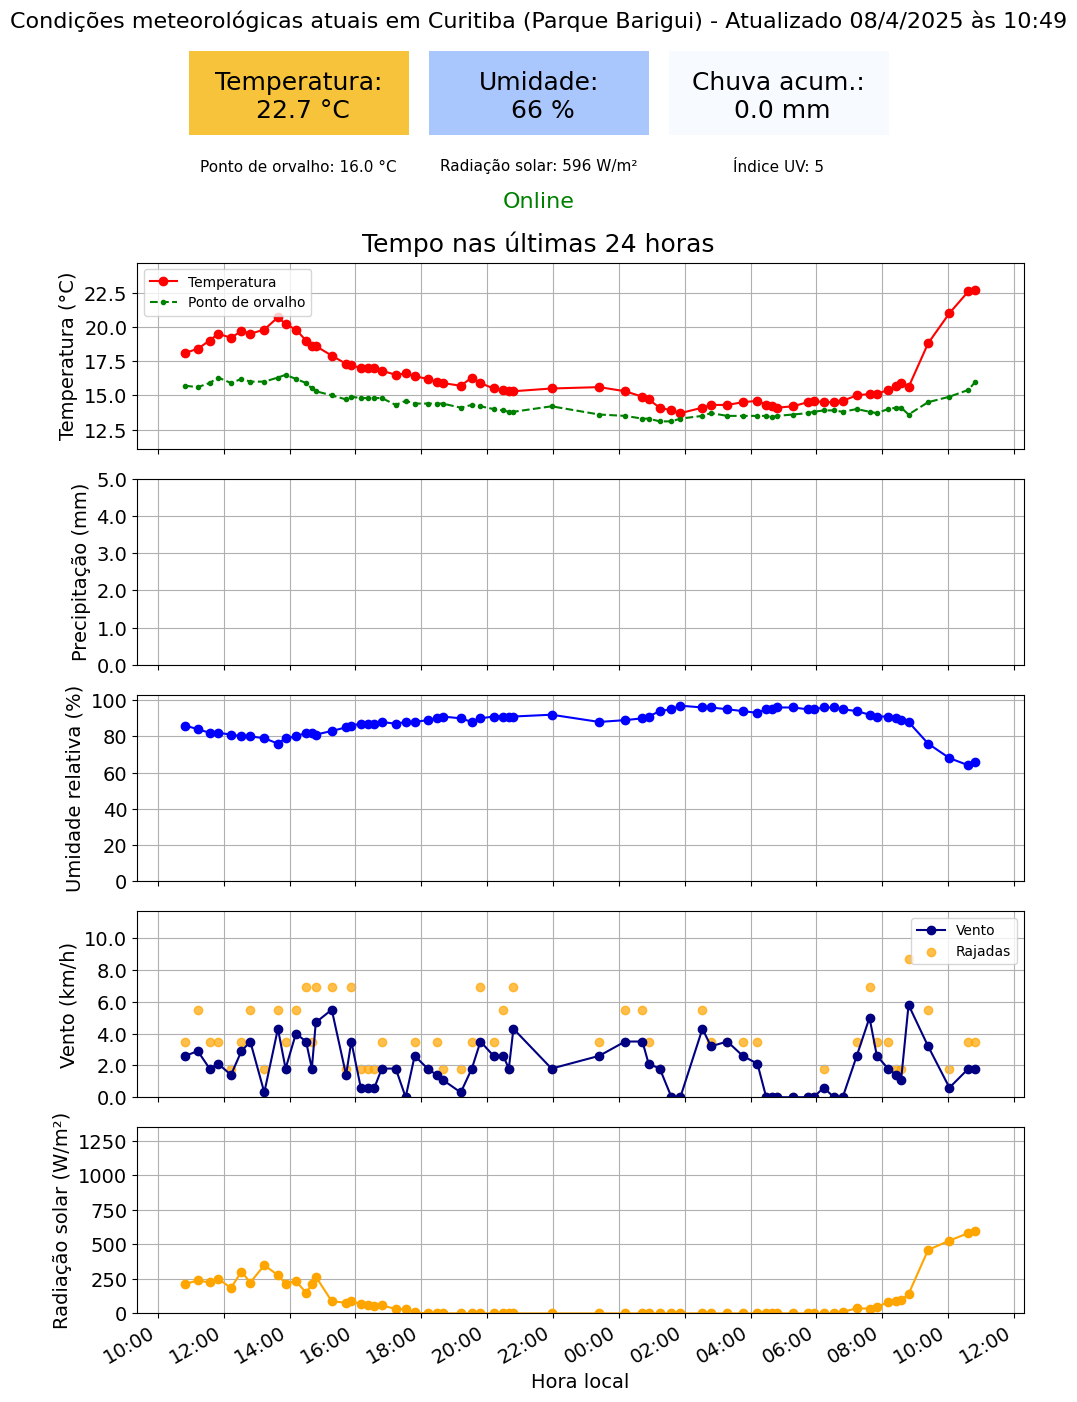 Condições meteorológicas atuais em Curitiba (Parque Barigui) - Atualizado 08/4/2025 às 10:49
Temperatura:
22.7 °C
Umidade:
66 %
Chuva acum.:
0.0 mm
Ponto de orvalho: 16.0 °C
Radiação solar: 596 W/m²
Índice UV: 5
Online
Tempo nas últimas 24 horas
Temperatura (°C)
22.5
20.0
17.5
15.0
12.5
Temperatura
Ponto de orvalho
Precipitação (mm)
5.0
4.0
3.0
2.0
1.0
0.0
Umidade relativa (%)
100
80
60
40
20
0
Vento (km/h)
10.0
8.0
6.0
4.0
2.0
0.0
Vento
Rajadas
Radiação solar (W/m²)
1250
1000
750
500
250
0
10:00
12:00
14:00
16:00
18:00
20:00
22:00
00:00
02:00
04:00
06:00
08:00
10:00
12:00
Hora local